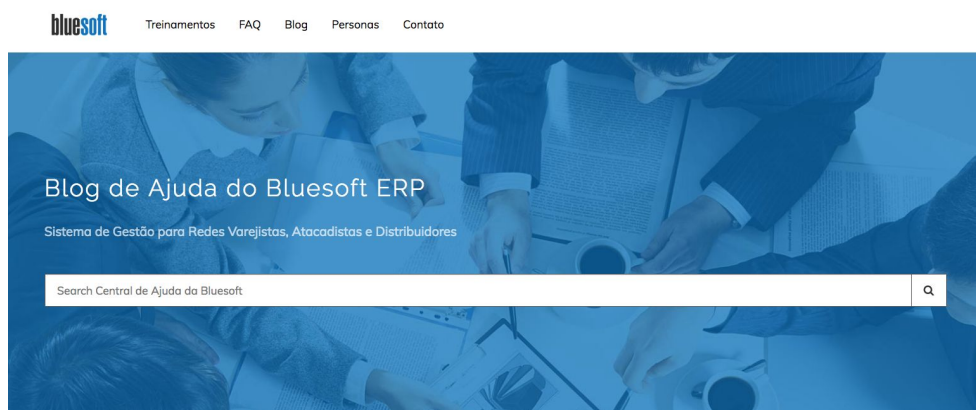 bluesoft
Treinamentos FAQ Blog Personas Contato
Blog de Ajuda do Bluesoft ERP
Sistema de Gestão para Redes Varejistas, Atacadistas e Distribuidores
Search Central de Ajuda da Bluesoft